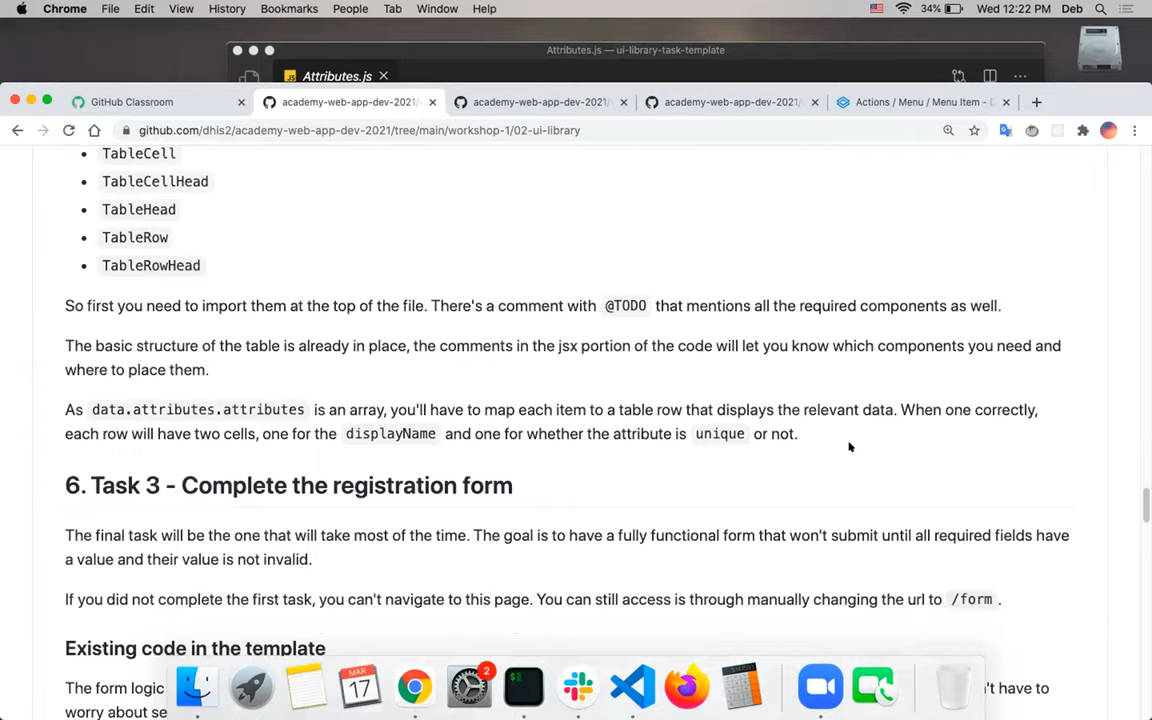 Chrome File Edit View History Bookmarks People Tab Window Help 34% Wed 12:22 PM Deb
Attributes.js — ui-library-task-template
JS Attributes.js
GitHub Classroom academy-web-app-dev-2021/ academy-web-app-dev-2021/ academy-web-app-dev-2021/ Actions / Menu / Menu Item -
github.com/dhis2/academy-web-app-dev-2021/tree/main/workshop-1/02-ui-library
TableCell
TableCellHead
TableHead
TableRow
TableRowHead
So first you need to import them at the top of the file. There's a comment with @TODO that mentions all the required components as well.
The basic structure of the table is already in place, the comments in the jsx portion of the code will let you know which components you need and
where to place them.
As data.attributes.attributes is an array, you'll have to map each item to a table row that displays the relevant data. When one correctly,
each row will have two cells, one for the displayName and one for whether the attribute is unique or not.
6. Task 3 - Complete the registration form
The final task will be the one that will take most of the time. The goal is to have a fully functional form that won't submit until all required fields have
a value and their value is not invalid.
If you did not complete the first task, you can't navigate to this page. You can still access is through manually changing the url to /form .
Existing code in the template
The form logic 't have to
worry about se
MAR
17
2